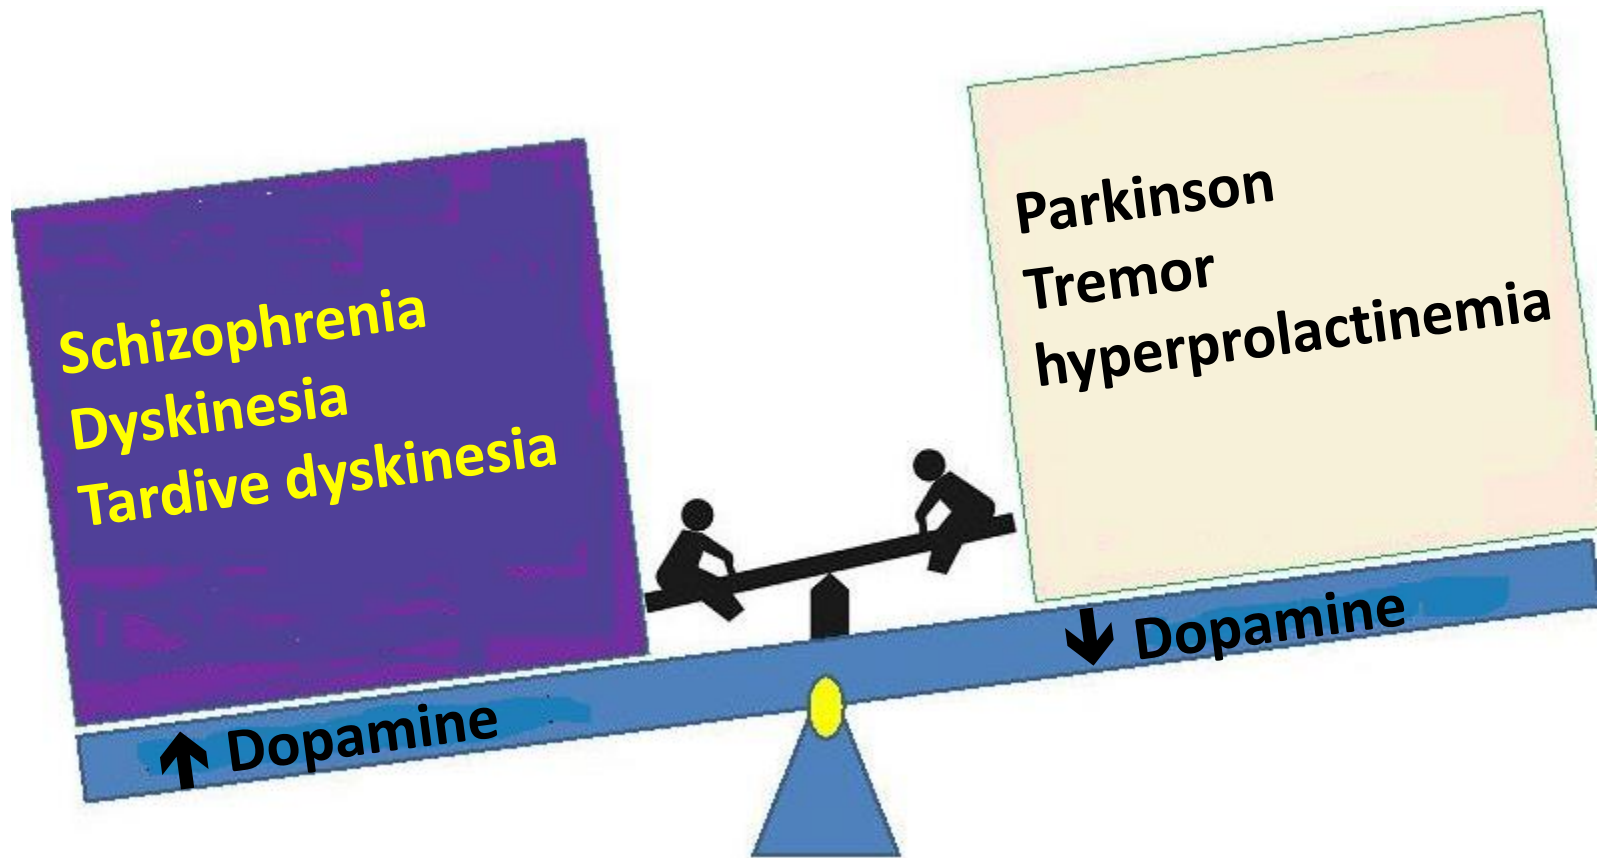 Schizophrenia
Dyskinesia
Tardive dyskinesia
↑ Dopamine
Parkinson
Tremor
hyperprolactinemia
↓ Dopamine